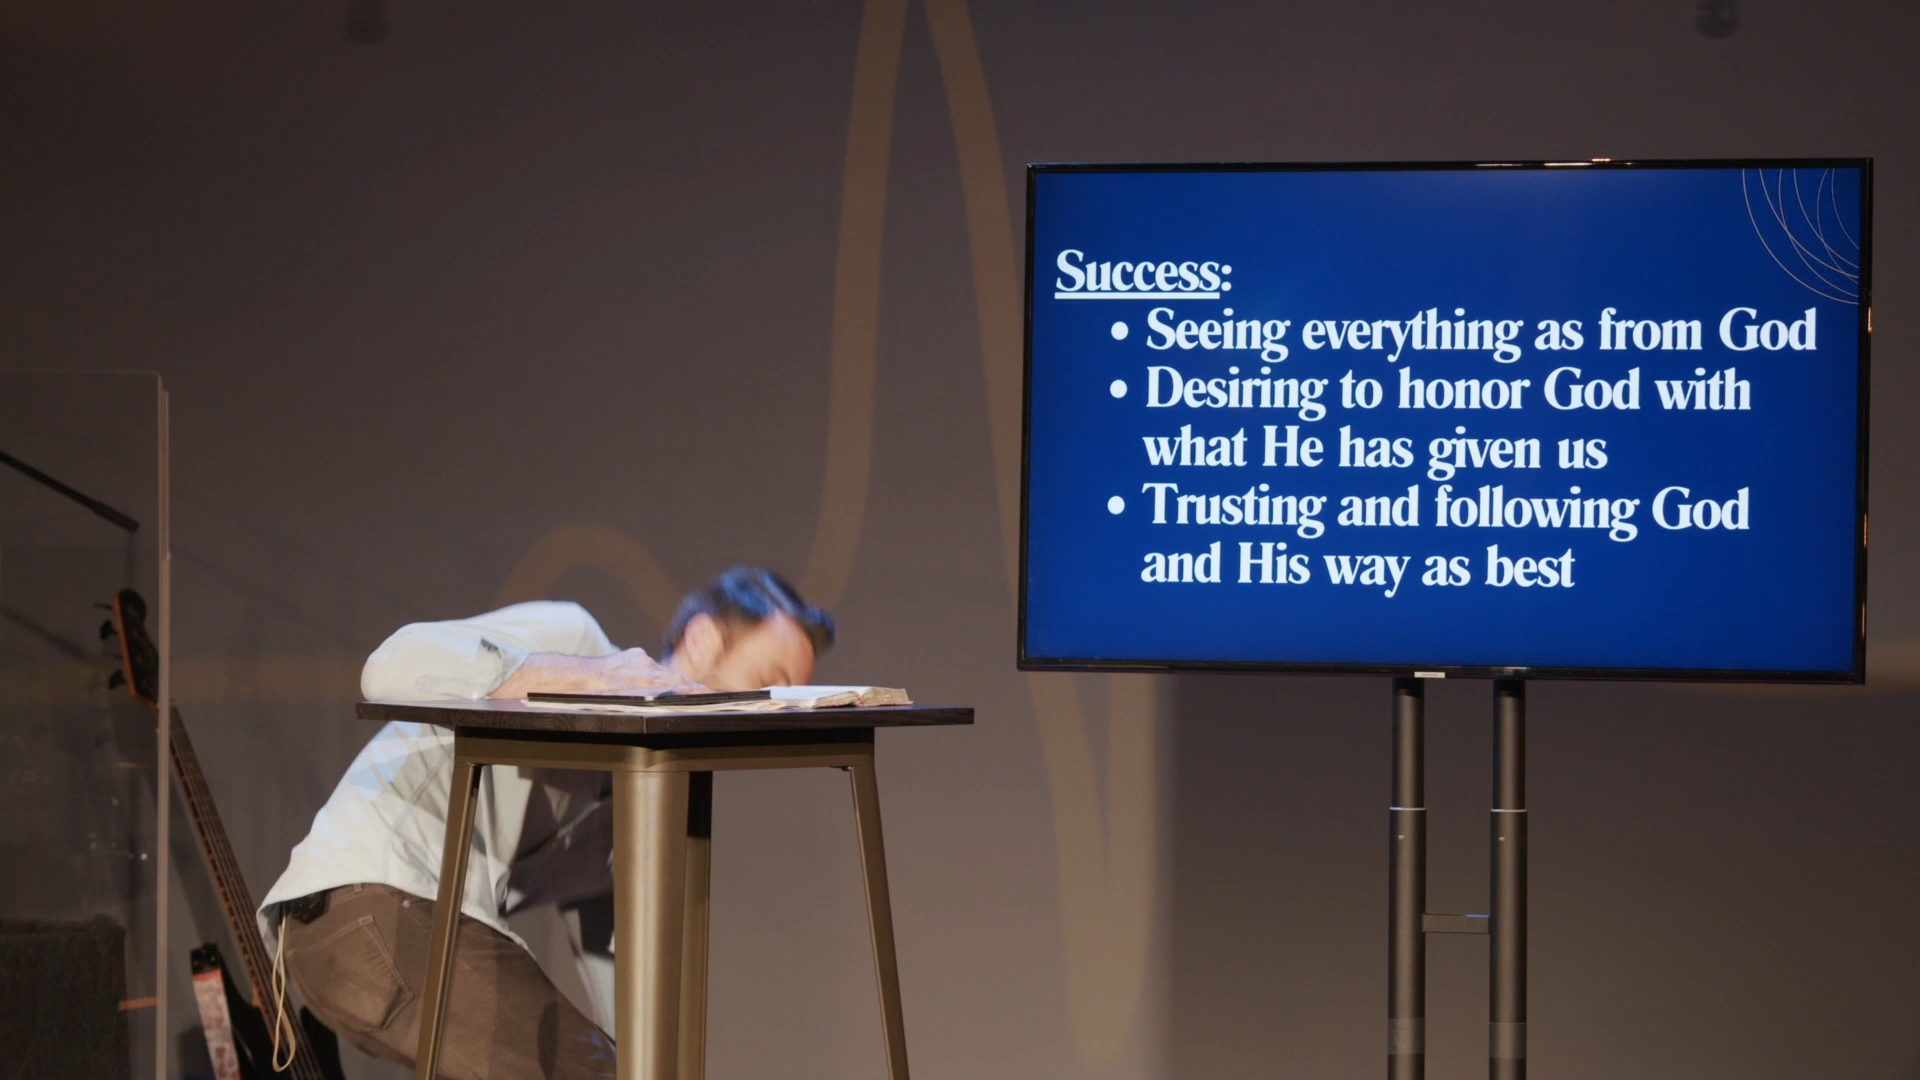 Success:
• Seeing everything as from God
• Desiring to honor God with
what He has given us
• Trusting and following God
and His way as best